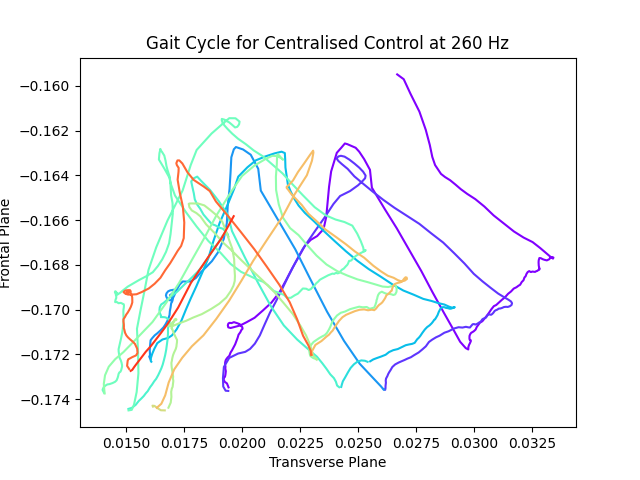 Gait Cycle for Centralised Control at 260 Hz
−0.160
−0.162
−0.164
−0.166
−0.168
−0.170
−0.172
−0.174
Frontal Plane
0.0150 0.0175 0.0200 0.0225 0.0250 0.0275 0.0300 0.0325
Transverse Plane